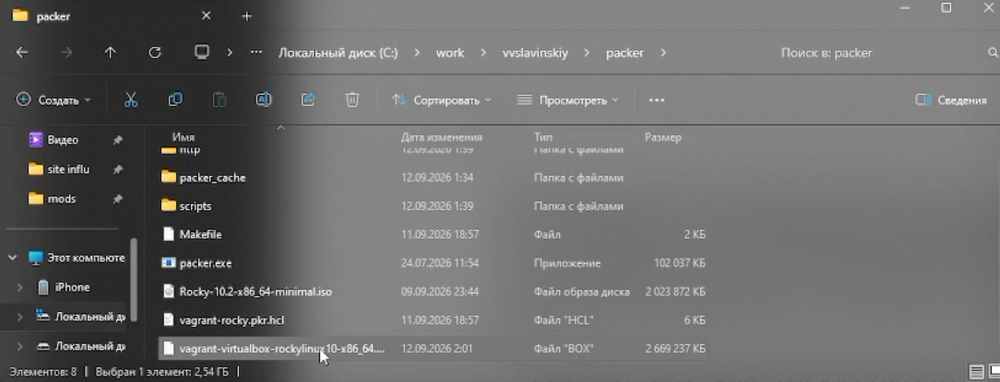 packer
Локальный диск (C:) > work > vvslavinskiy > packer >
Поиск в: packer
Создать
Сортировать
Просмотреть
Сведения
Имя Дата изменения Тип Размер
Видео
site influ
mods
Этот компьюте
iPhone
Локальный ди
Локальный ди
http 12.09.2026 1:39 Папка с файлами
packer_cache 12.09.2026 1:34 Папка с файлами
scripts 12.09.2026 1:39 Папка с файлами
Makefile 11.09.2026 18:57 Файл 2 КБ
packer.exe 24.07.2026 11:54 Приложение 102 037 КБ
Rocky-10.2-x86_64-minimal.iso 09.09.2026 23:44 Файл образа диска 2 023 872 КБ
vagrant-rocky.pkr.hcl 11.09.2026 18:57 Файл "HCL" 6 КБ
vagrant-virtualbox-rockylinux10-x86_64.... 12.09.2026 2:01 Файл "BOX" 2 669 237 КБ
Элементов: 8 | Выбран 1 элемент: 2,54 ГБ |